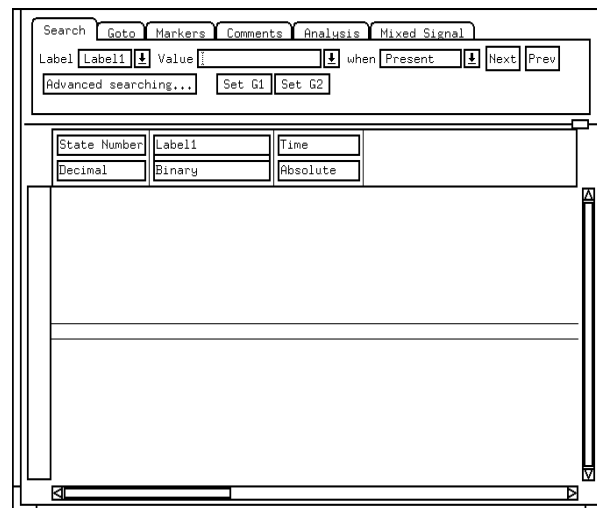 Search Goto Markers Comments Analysis Mixed Signal
Label Label1 Value when Present Next Prev
Advanced searching... Set G1 Set G2
State Number Label1 Time
Decimal Binary Absolute